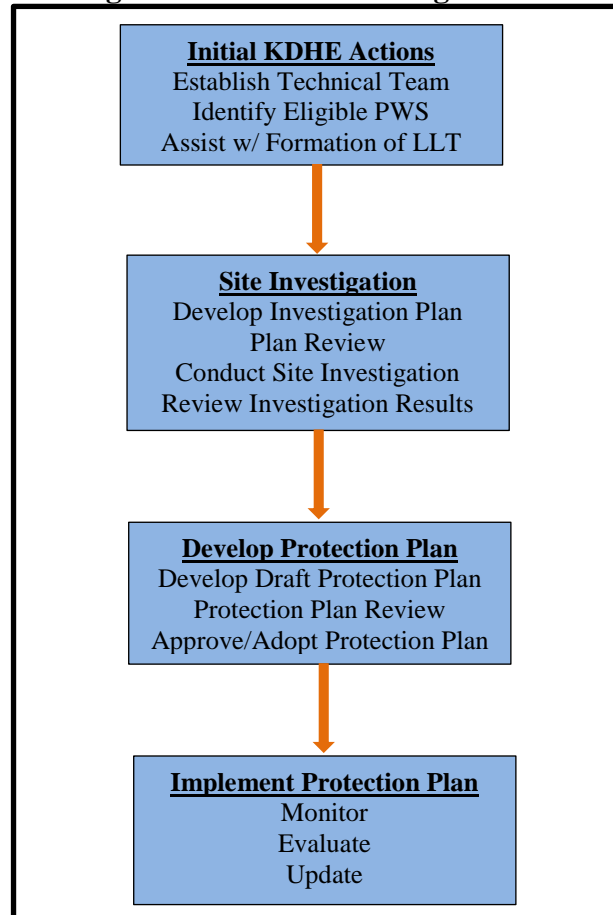 Initial KDHE Actions
Establish Technical Team
Identify Eligible PWS
Assist w/ Formation of LLT
Site Investigation
Develop Investigation Plan
Plan Review
Conduct Site Investigation
Review Investigation Results
Develop Protection Plan
Develop Draft Protection Plan
Protection Plan Review
Approve/Adopt Protection Plan
Implement Protection Plan
Monitor
Evaluate
Update